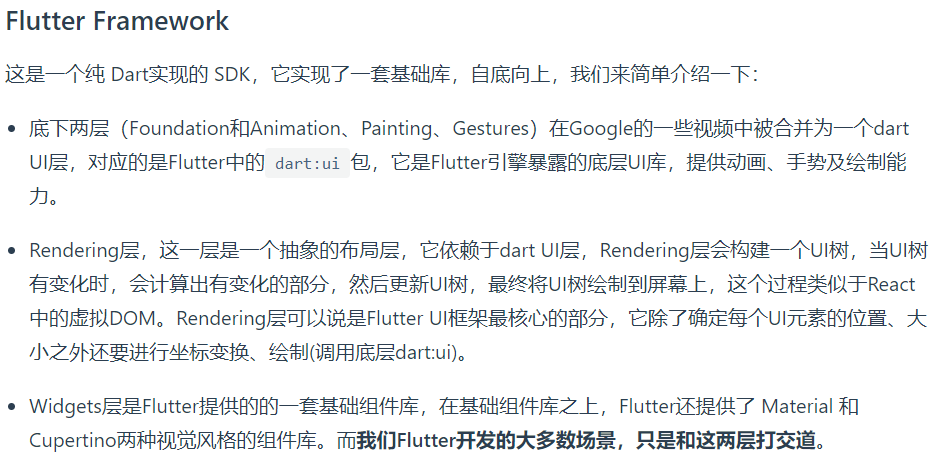 Flutter Framework
这是一个纯 Dart实现的 SDK，它实现了一套基础库，自底向上，我们来简单介绍一下：
• 底下两层（Foundation和Animation、Painting、Gestures）在Google的一些视频中被合并为一个dart
UI层，对应的是Flutter中的 dart:ui 包，它是Flutter引擎暴露的底层UI库，提供动画、手势及绘制能
力。
• Rendering层，这一层是一个抽象的布局层，它依赖于dart UI层，Rendering层会构建一个UI树，当UI树
有变化时，会计算出有变化的部分，然后更新UI树，最终将UI树绘制到屏幕上，这个过程类似于React
中的虚拟DOM。Rendering层可以说是Flutter UI框架最核心的部分，它除了确定每个UI元素的位置、大
小之外还要进行坐标变换、绘制(调用底层dart:ui)。
• Widgets层是Flutter提供的的一套基础组件库，在基础组件库之上，Flutter还提供了 Material 和
Cupertino两种视觉风格的组件库。而我们Flutter开发的大多数场景，只是和这两层打交道。